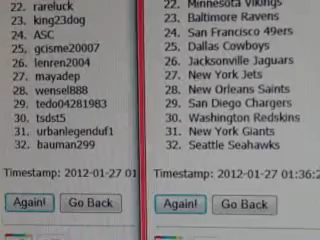 22. rareluck
23. king23dog
24. ASC
25. gcisme20007
26. lenren2004
27. mayadep
28. wensel888
29. tedo04281983
30. tsdst5
31. urbanlegenduf1
32. bauman299
Timestamp: 2012-01-27 01
Again! Go Back
22. Minnesota Vikings
23. Baltimore Ravens
24. San Francisco 49ers
25. Dallas Cowboys
26. Jacksonville Jaguars
27. New York Jets
28. New Orleans Saints
29. San Diego Chargers
30. Washington Redskins
31. New York Giants
32. Seattle Seahawks
Timestamp: 2012-01-27 01:36:2
Again! Go Back